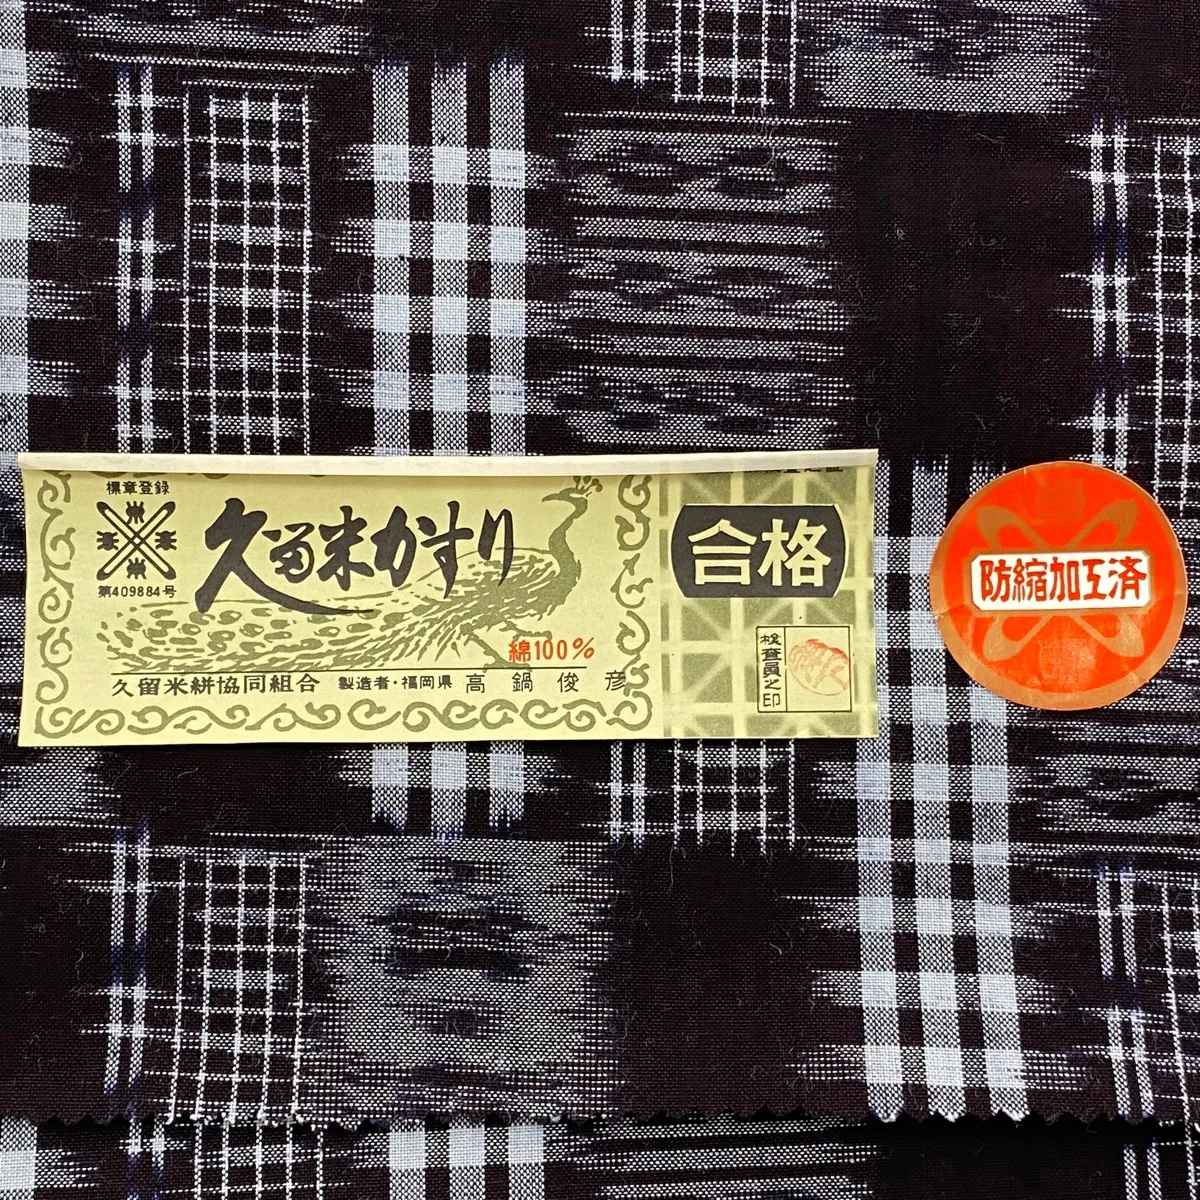 標章登録
第409884号
久留米かすり
綿100%
久留米絣協同組合 製造者・福岡県 高鍋俊彦
合格
検査員之印
防縮加工済